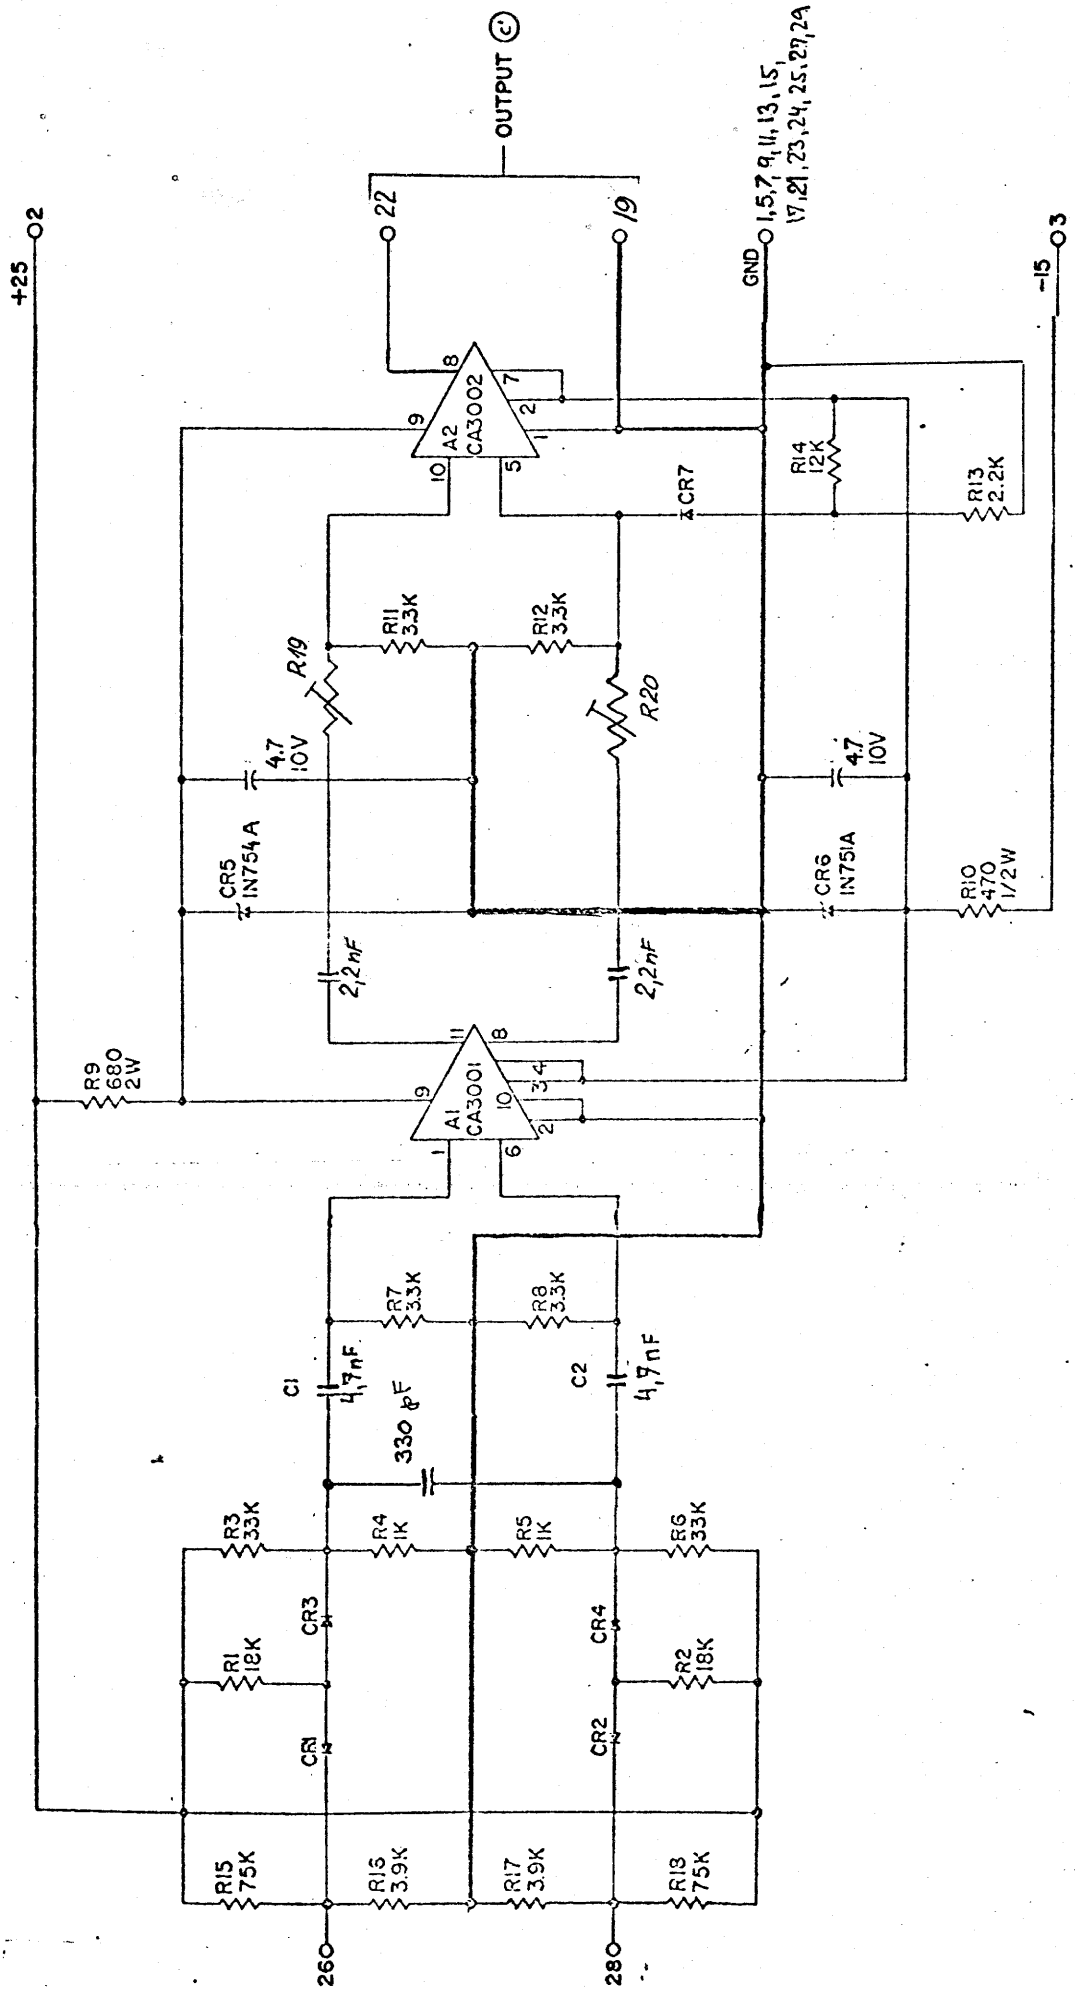 +25
2
R9
680
2W
CR5
1N754A
4.7
10V
R19
R11
3.3K
R12
3.3K
R20
2,2nF
2,2nF
9
11
A1
CA3001
1
6
2
10
3
4
8
9
10
A2
CA3002
8
5
1
2
7
22
19
OUTPUT C'
GND
1,5,7,9,11,13,15,
17,21,23,24,25,27,29
-15
3
CR7
R14
12K
R13
2.2K
4.7
10V
CR6
1N751A
R10
470
1/2W
R15
75K
R16
3.9K
R17
3.9K
R18
75K
26
28
CR1
CR2
R1
18K
R2
18K
CR3
CR4
R3
33K
R4
1K
R5
1K
R6
33K
330 pF
C1
4,7nF
C2
4,7nF
R7
3.3K
R8
3.3K